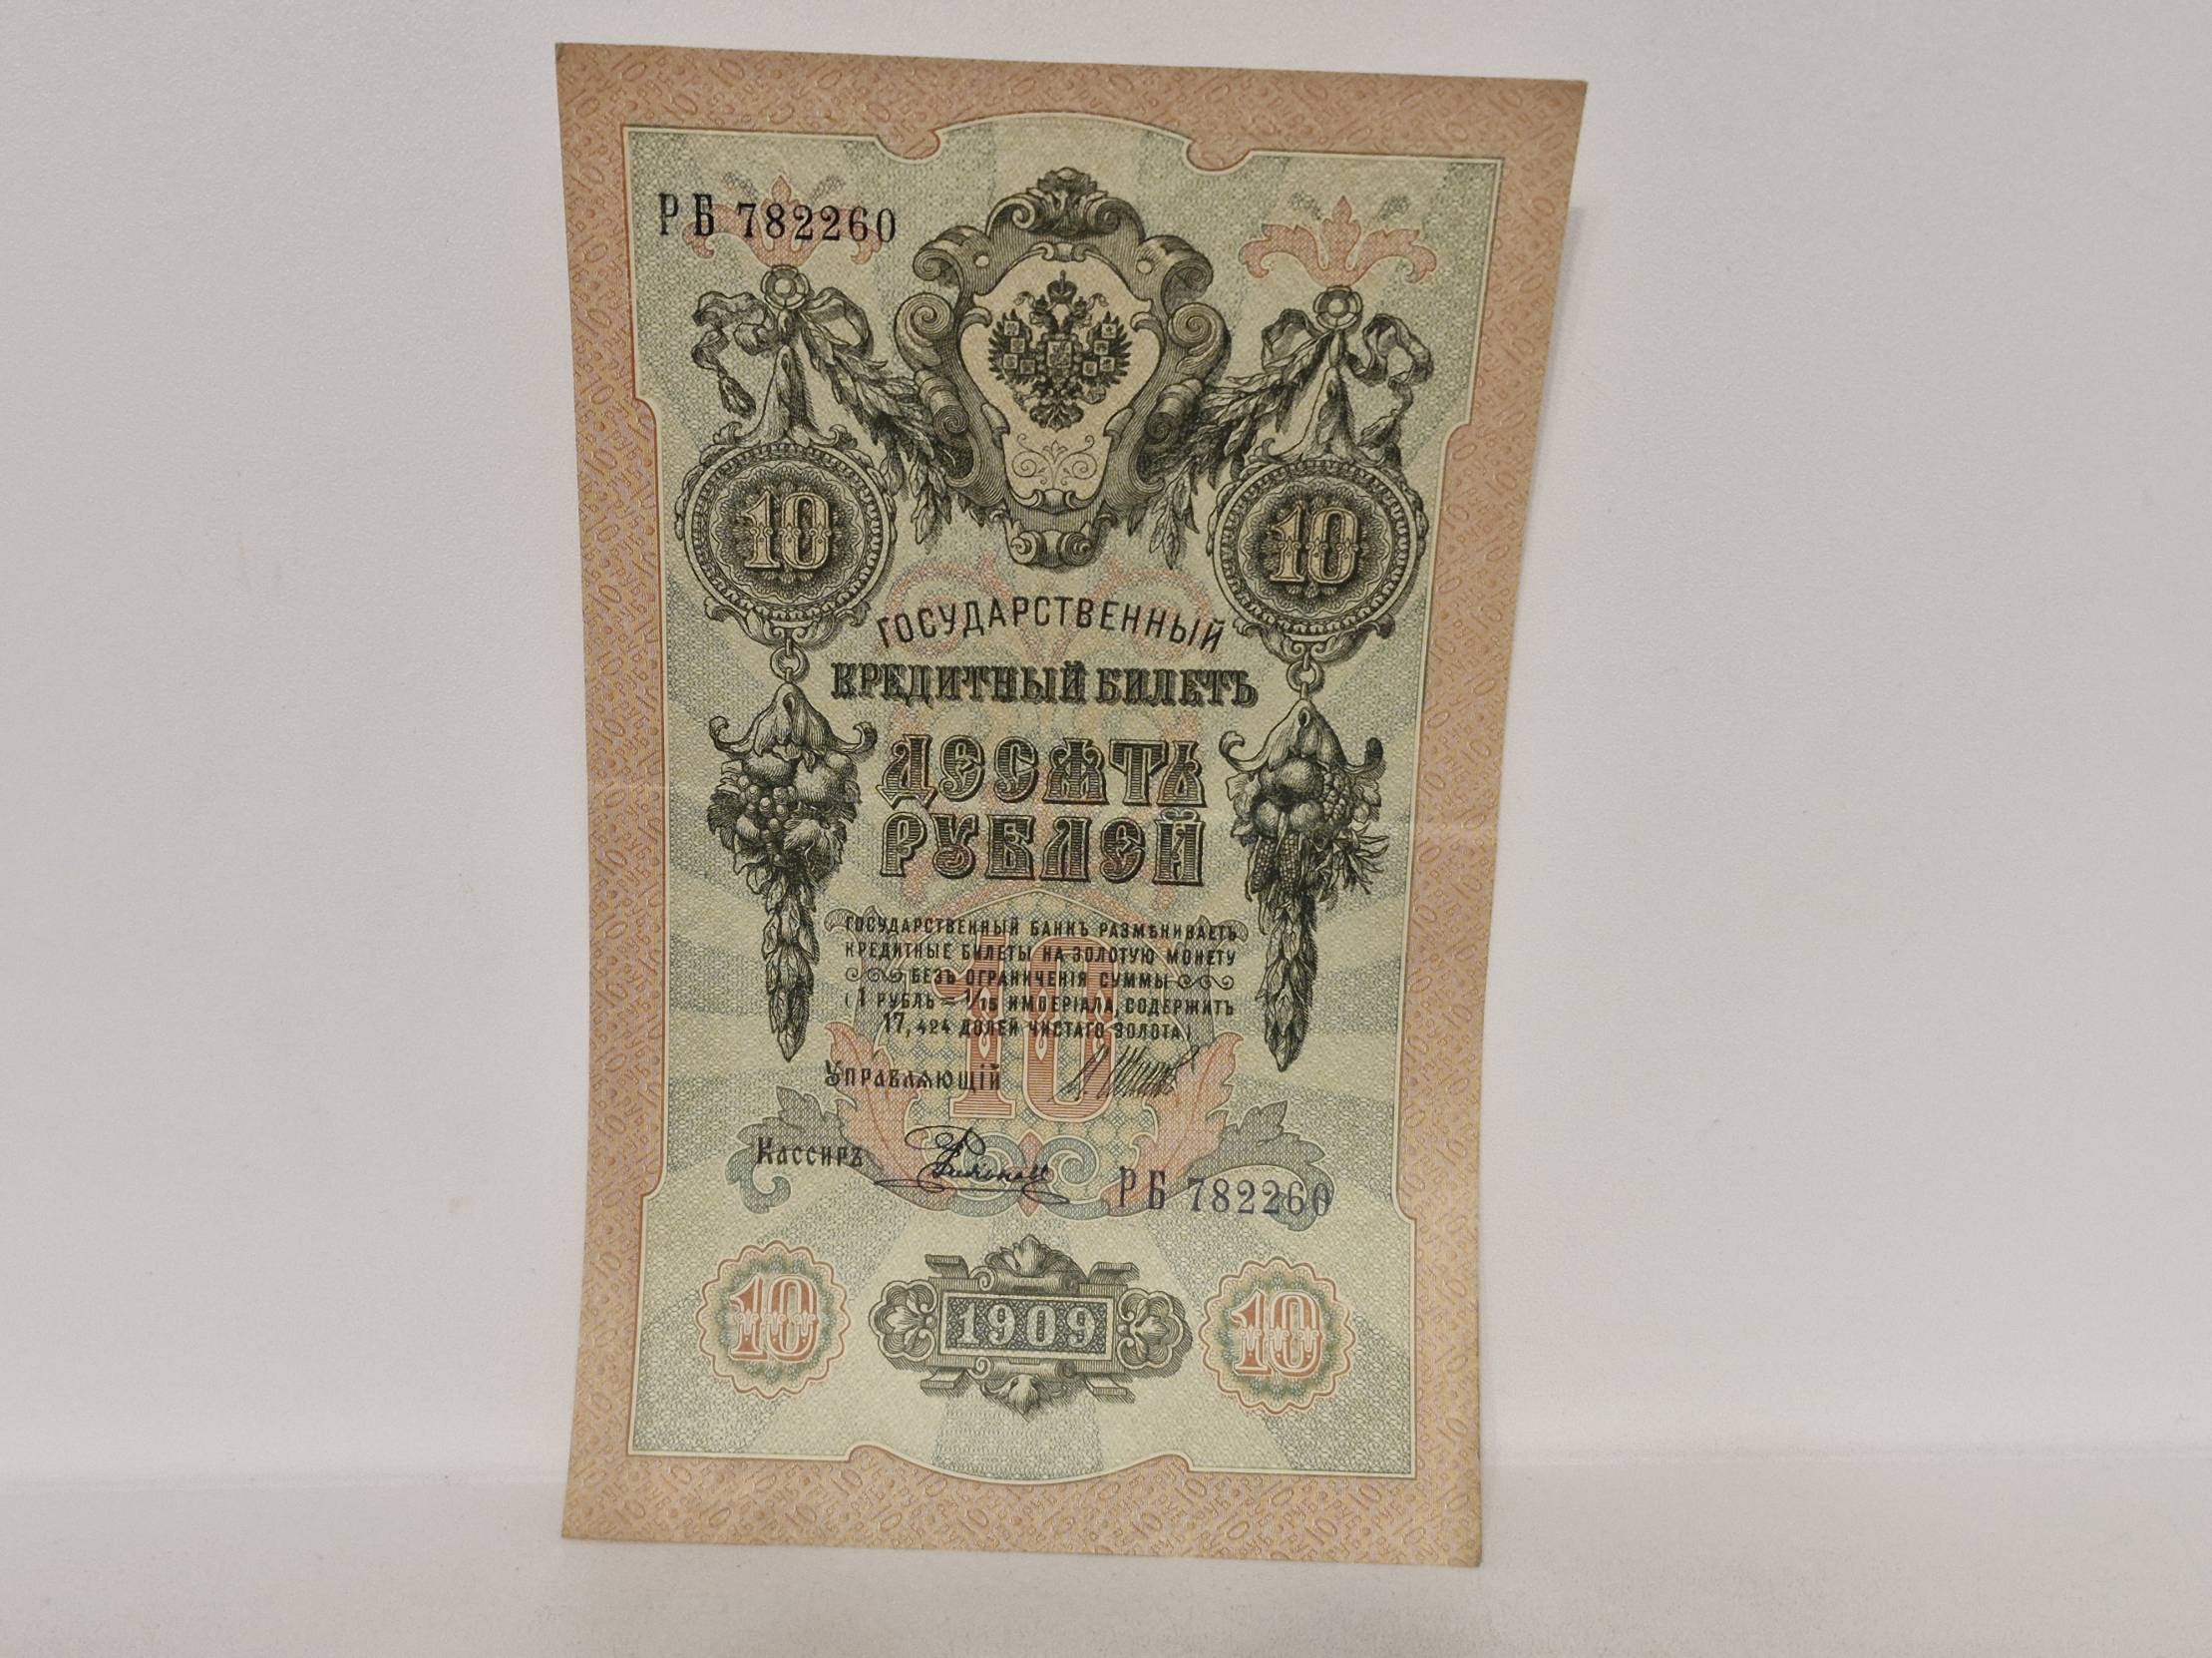 РБ 782260
10 10
ГОСУДАРСТВЕННЫЙ
КРЕДИТНЫЙ БИЛЕТЪ
ДЕСЯТЬ
РУБЛЕЙ
ГОСУДАРСТВЕННЫЙ БАНКЪ РАЗМѢНИВАЕТЪ
КРЕДИТНЫЕ БИЛЕТЫ НА ЗОЛОТУЮ МОНЕТУ
БЕЗЪ ОГРАНИЧЕНІЯ СУММЫ
(1 РУБЛЬ = 1/15 ИМПЕРІАЛА, СОДЕРЖИТЪ
17,424 ДОЛЕЙ ЧИСТАГО ЗОЛОТА)
10
Управляющій
Кассиръ
РБ 782260
10 1909 10